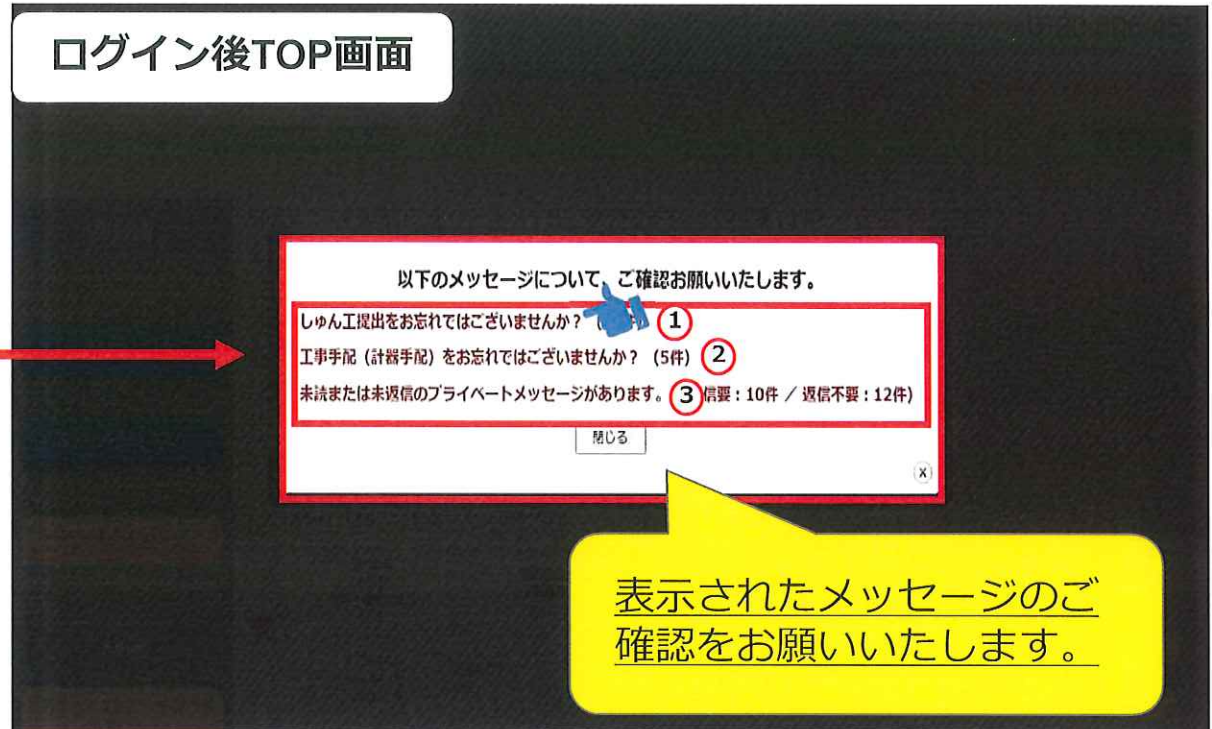 ログイン後TOP画面
以下のメッセージについて、ご確認お願いいたします。
しゅん工提出をお忘れではございませんか? ①
工事手配（計器手配）をお忘れではございませんか? (5件) ②
未読または未返信のプライベートメッセージがあります。 ③ 信要：10件 / 返信不要：12件)
閉じる
X
表示されたメッセージのご
確認をお願いいたします。